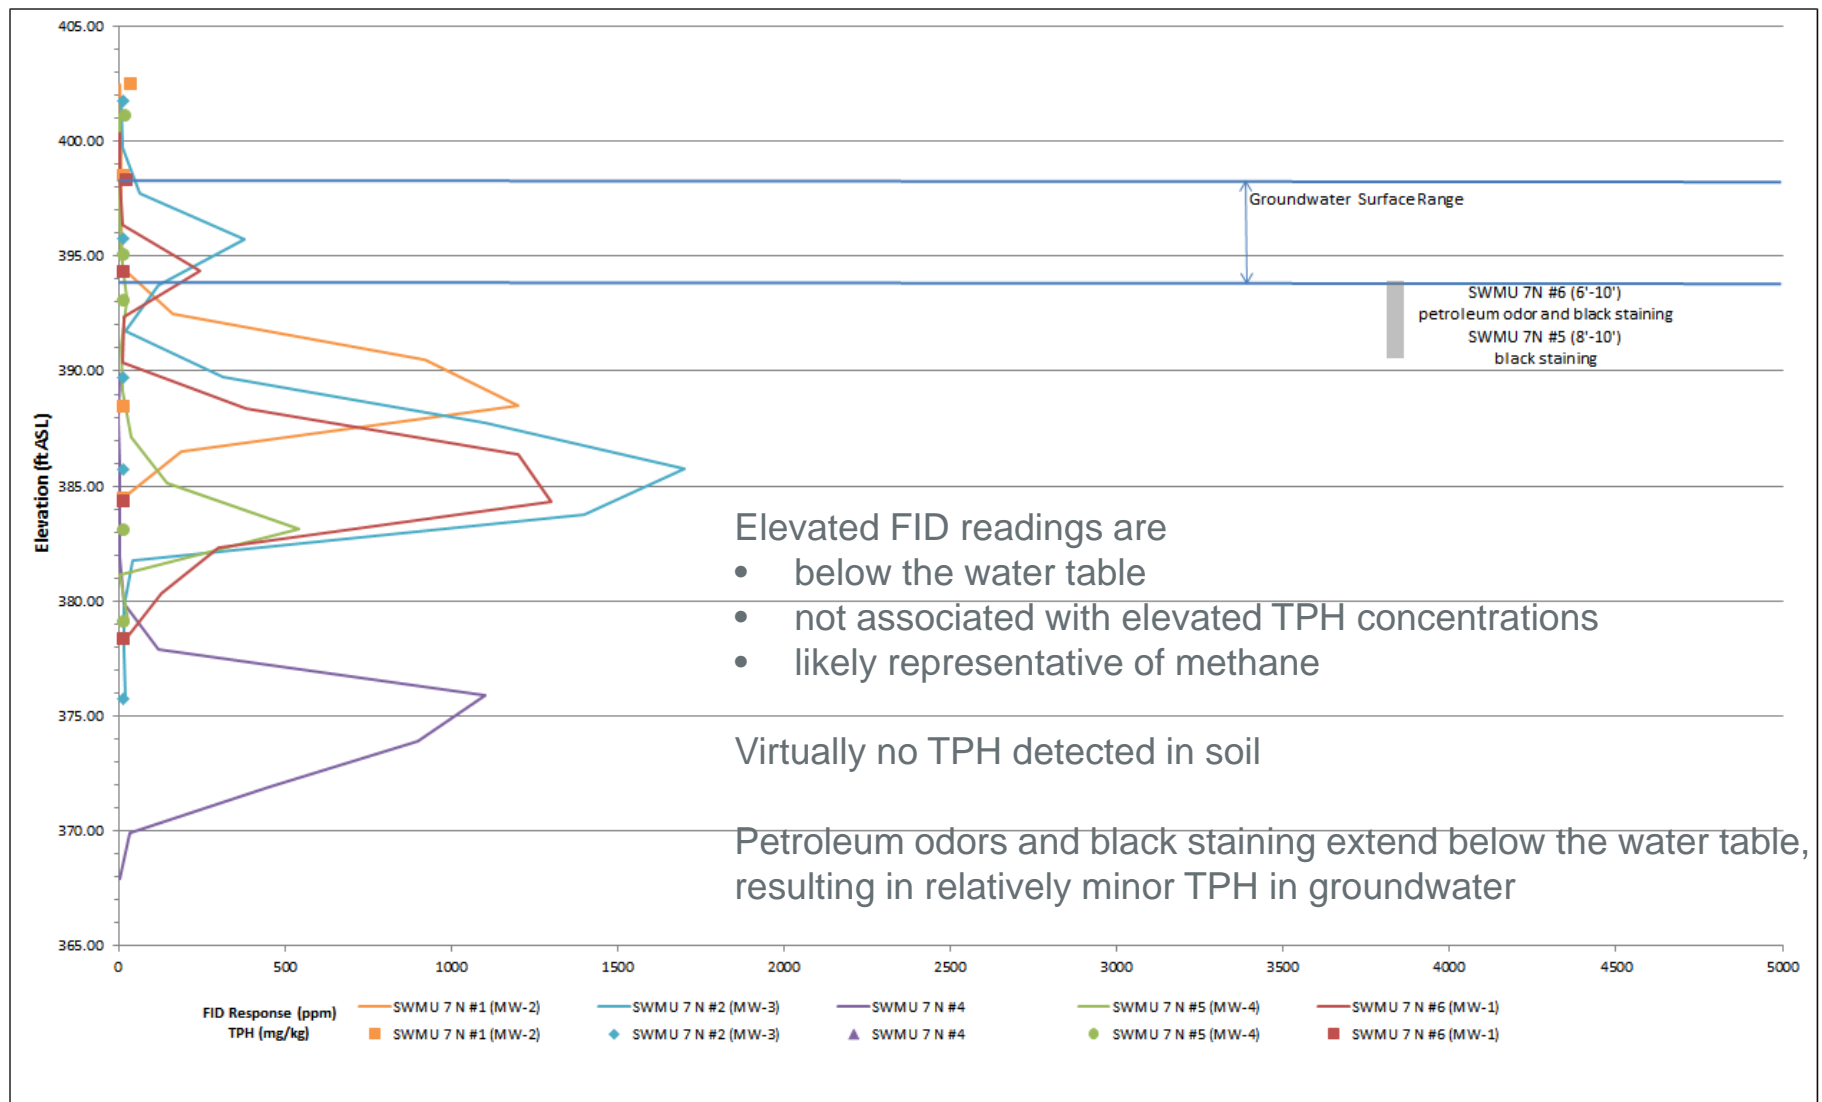 405.00
400.00
395.00
390.00
385.00
380.00
375.00
370.00
365.00
Elevation (ft ASL)
Groundwater Surface Range
SWMU 7N #6 (6'-10')
petroleum odor and black staining
SWMU 7N #5 (8'-10')
black staining
Elevated FID readings are
• below the water table
• not associated with elevated TPH concentrations
• likely representative of methane
Virtually no TPH detected in soil
Petroleum odors and black staining extend below the water table,
resulting in relatively minor TPH in groundwater
0 500 1000 1500 2000 2500 3000 3500 4000 4500 5000
FID Response (ppm)
TPH (mg/kg)
SWMU 7 N #1 (MW-2) SWMU 7 N #2 (MW-3) SWMU 7 N #4 SWMU 7 N #5 (MW-4) SWMU 7 N #6 (MW-1)
SWMU 7 N #1 (MW-2) SWMU 7 N #2 (MW-3) SWMU 7 N #4 SWMU 7 N #5 (MW-4) SWMU 7 N #6 (MW-1)